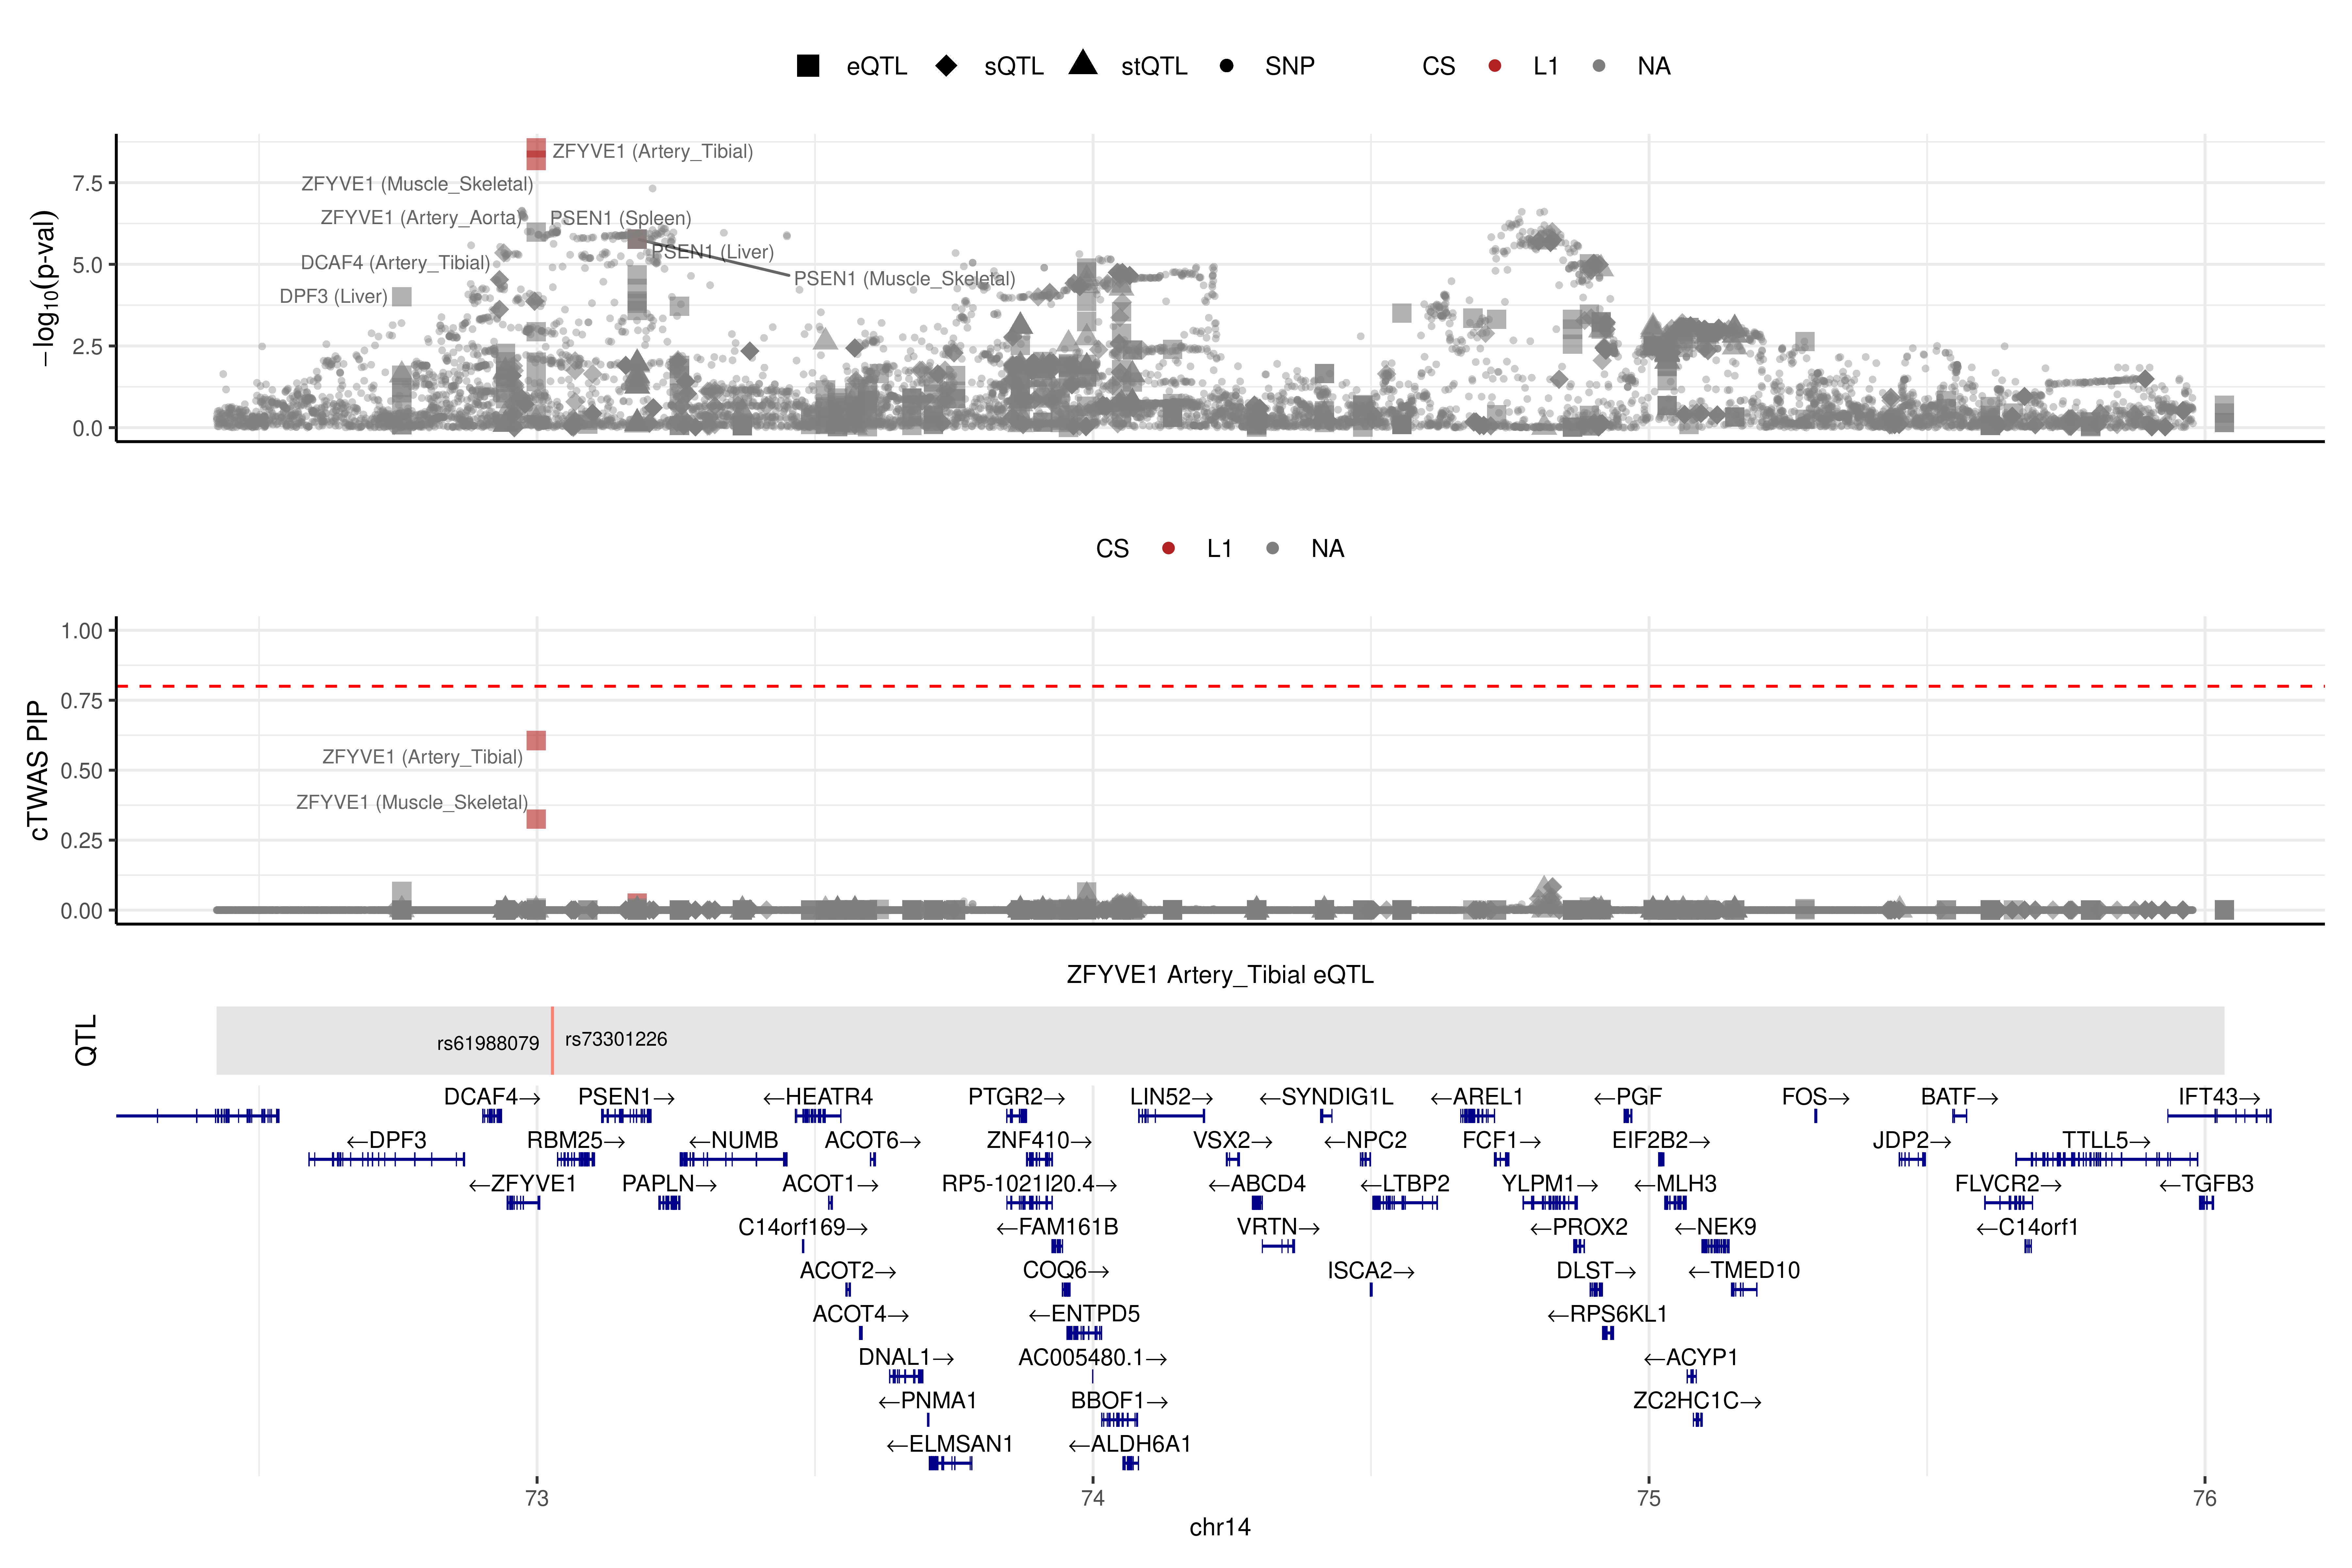 eQTL sQTL stQTL SNP CS L1 NA
−log10(p-val)
7.5
5.0
2.5
0.0
ZFYVE1 (Artery_Tibial)
ZFYVE1 (Muscle_Skeletal)
ZFYVE1 (Artery_Aorta)
PSEN1 (Spleen)
PSEN1 (Liver)
DCAF4 (Artery_Tibial)
PSEN1 (Muscle_Skeletal)
DPF3 (Liver)
CS L1 NA
cTWAS PIP
1.00
0.75
0.50
0.25
0.00
ZFYVE1 (Artery_Tibial)
ZFYVE1 (Muscle_Skeletal)
ZFYVE1 Artery_Tibial eQTL
QTL
rs61988079 rs73301226
DCAF4→ PSEN1→ ←HEATR4 PTGR2→ LIN52→ ←SYNDIG1L ←AREL1 ←PGF FOS→ BATF→ IFT43→
←DPF3 RBM25→ ←NUMB ACOT6→ ZNF410→ VSX2→ ←NPC2 FCF1→ EIF2B2→ JDP2→ TTLL5→
←ZFYVE1 PAPLN→ ACOT1→ RP5-1021I20.4→ ←ABCD4 ←LTBP2 YLPM1→ ←MLH3 FLVCR2→ ←TGFB3
C14orf169→ ←FAM161B VRTN→ ←PROX2 ←NEK9 ←C14orf1
ACOT2→ COQ6→ ISCA2→ DLST→ ←TMED10
ACOT4→ ←ENTPD5 ←RPS6KL1
DNAL1→ AC005480.1→ ←ACYP1
←PNMA1 BBOF1→ ZC2HC1C→
←ELMSAN1 ←ALDH6A1
73 74 75 76
chr14